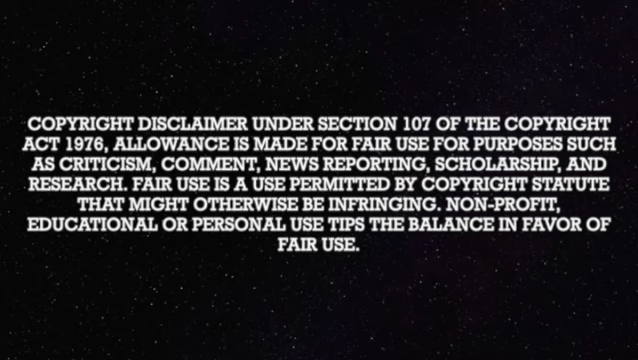 COPYRIGHT DISCLAIMER UNDER SECTION 107 OF THE COPYRIGHT
ACT 1976, ALLOWANCE IS MADE FOR FAIR USE FOR PURPOSES SUCH
AS CRITICISM, COMMENT, NEWS REPORTING, SCHOLARSHIP, AND
RESEARCH. FAIR USE IS A USE PERMITTED BY COPYRIGHT STATUTE
THAT MIGHT OTHERWISE BE INFRINGING. NON-PROFIT,
EDUCATIONAL OR PERSONAL USE TIPS THE BALANCE IN FAVOR OF
FAIR USE.